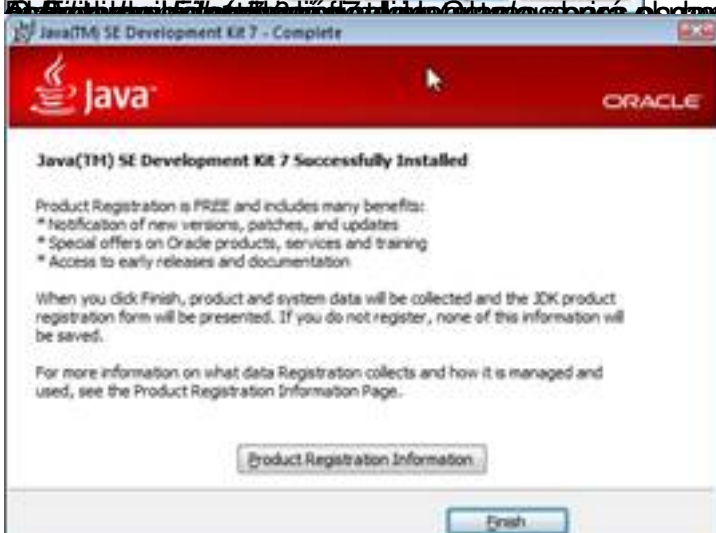 Java(TM) SE Development Kit 7 - Complete
Java
ORACLE
Java(TM) SE Development Kit 7 Successfully Installed
Product Registration is FREE and includes many benefits:
* Notification of new versions, patches, and updates
* Special offers on Oracle products, services and training
* Access to early releases and documentation
When you click Finish, product and system data will be collected and the JDK product
registration form will be presented. If you do not register, none of this information will
be saved.
For more information on what data Registration collects and how it is managed and
used, see the Product Registration Information Page.
Product Registration Information
Finish